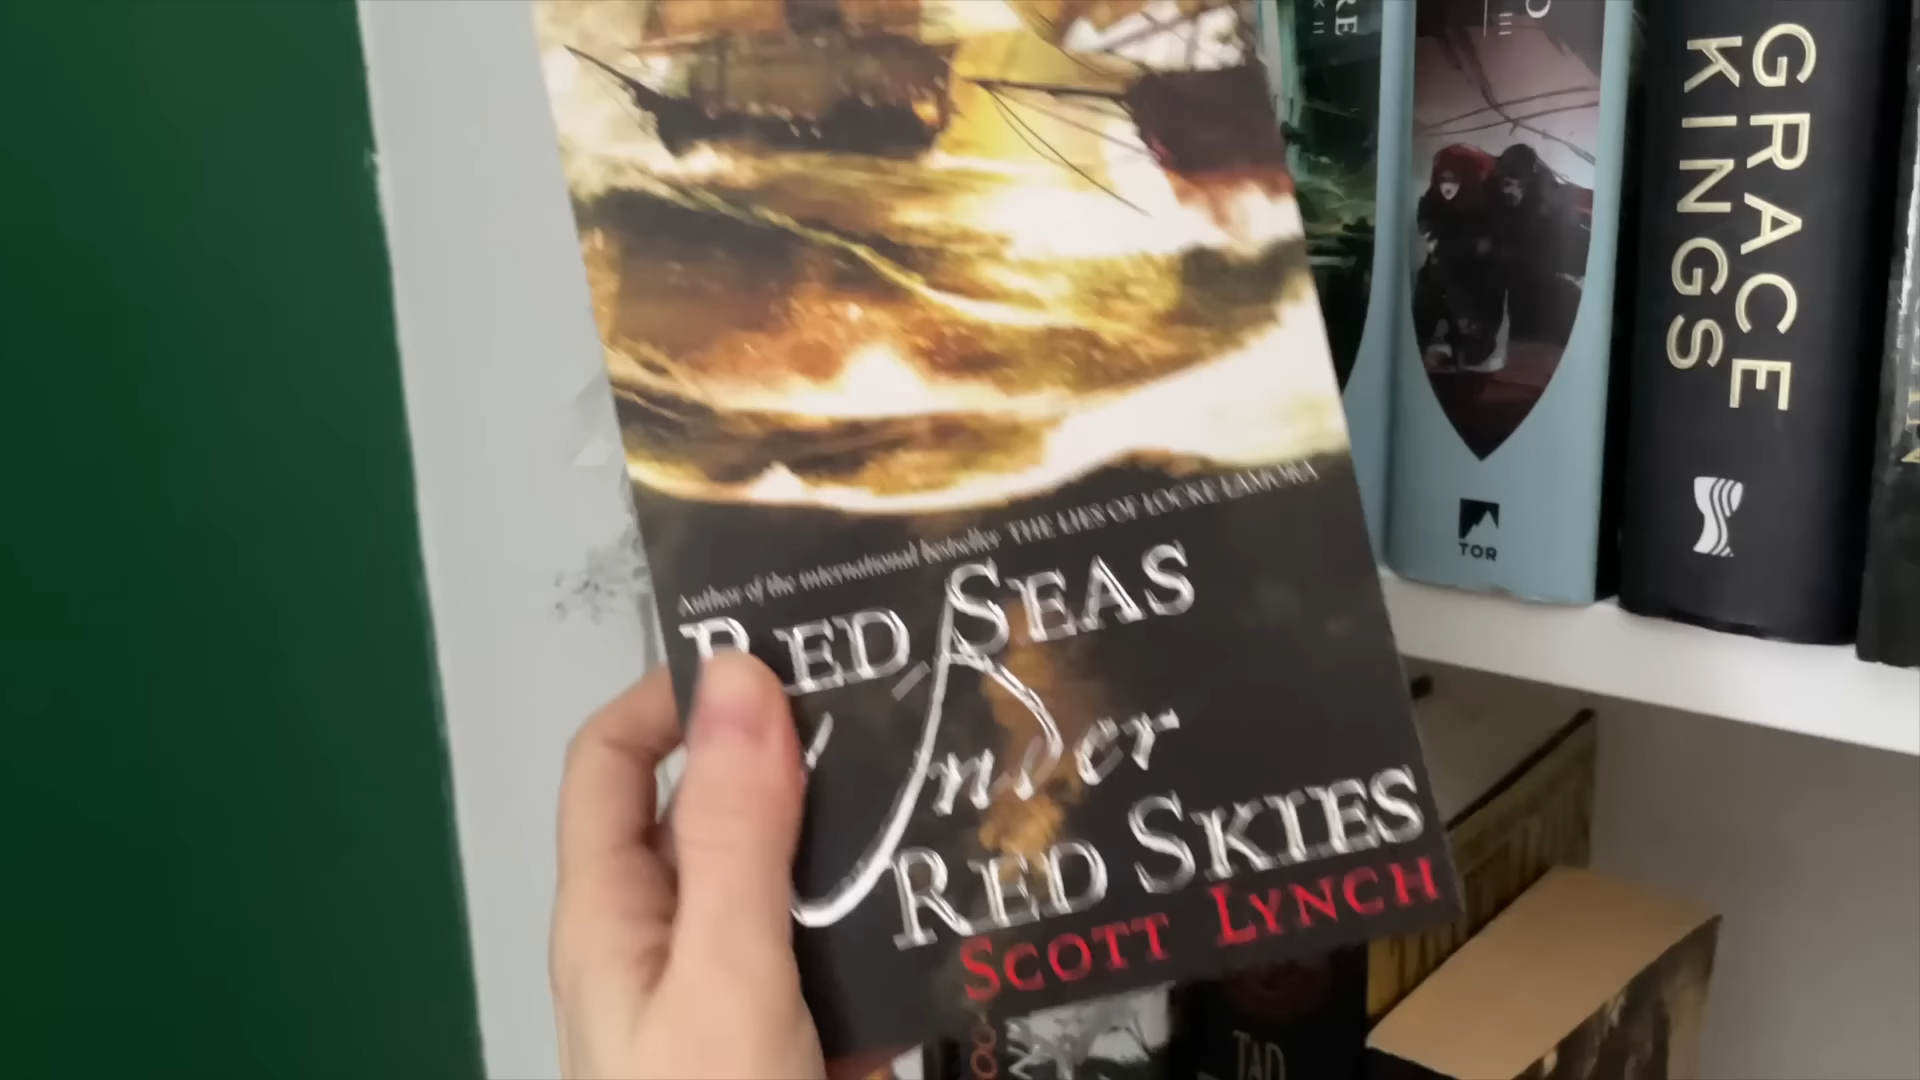 Author of the international bestseller THE LIES OF LOCKE LAMORA
RED SEAS
Under
RED SKIES
SCOTT LYNCH
GRACE
KINGS
TOR
TAD